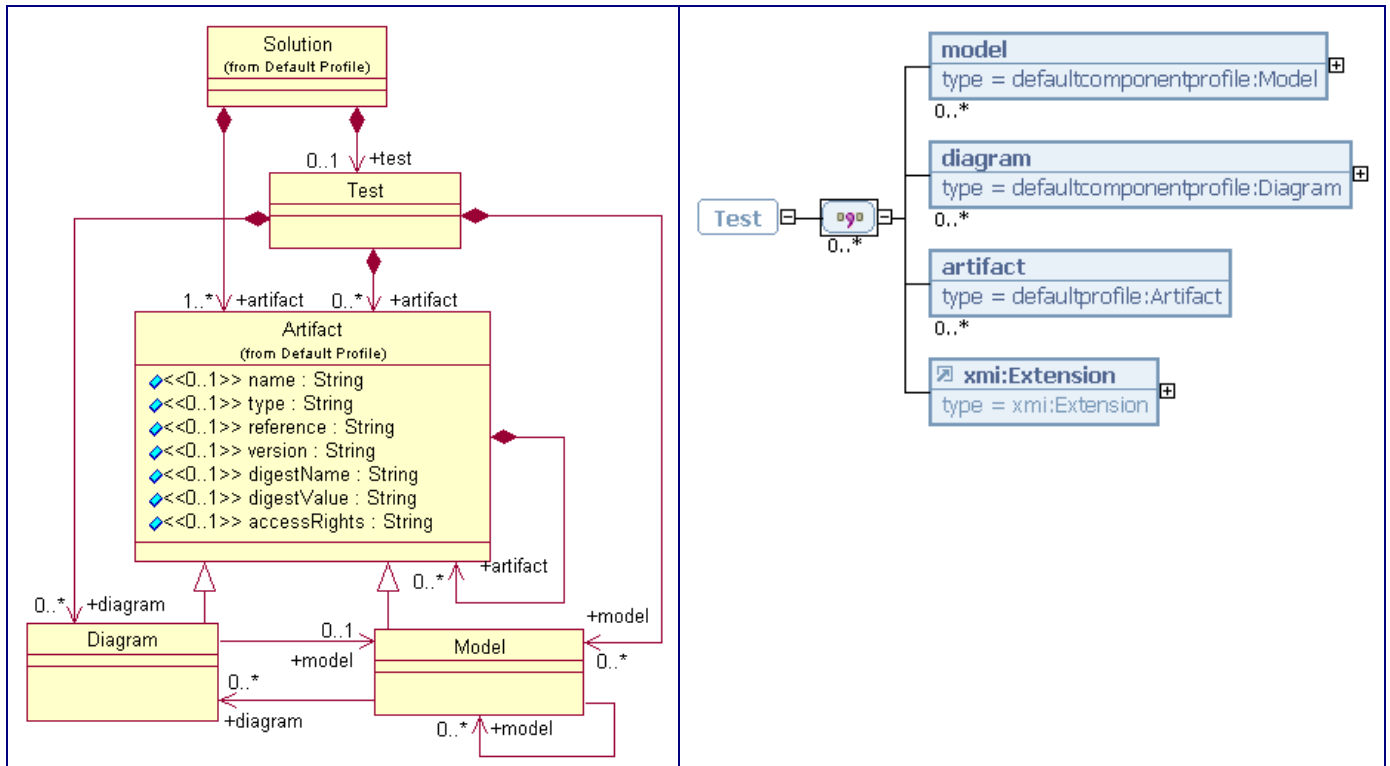 Solution
(from Default Profile)
0..1 +test
Test
1..* +artifact 0..* +artifact
Artifact
(from Default Profile)
<<0..1>> name : String
<<0..1>> type : String
<<0..1>> reference : String
<<0..1>> version : String
<<0..1>> digestName : String
<<0..1>> digestValue : String
<<0..1>> accessRights : String
0..* +artifact
0..* +diagram
+model
0..*
Diagram
0..1
+model
Model
0..*
+diagram
0..* +model
Test
0..*
model
type = defaultcomponentprofile:Model
0..*
diagram
type = defaultcomponentprofile:Diagram
0..*
artifact
type = defaultprofile:Artifact
0..*
xmi:Extension
type = xmi:Extension